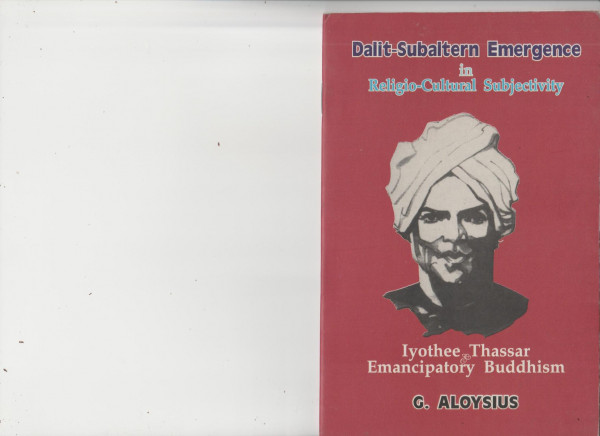 Dalit-Subaltern Emergence
in
Religio-Cultural Subjectivity
Iyothee Thassar
&
Emancipatory Buddhism
G. ALOYSIUS